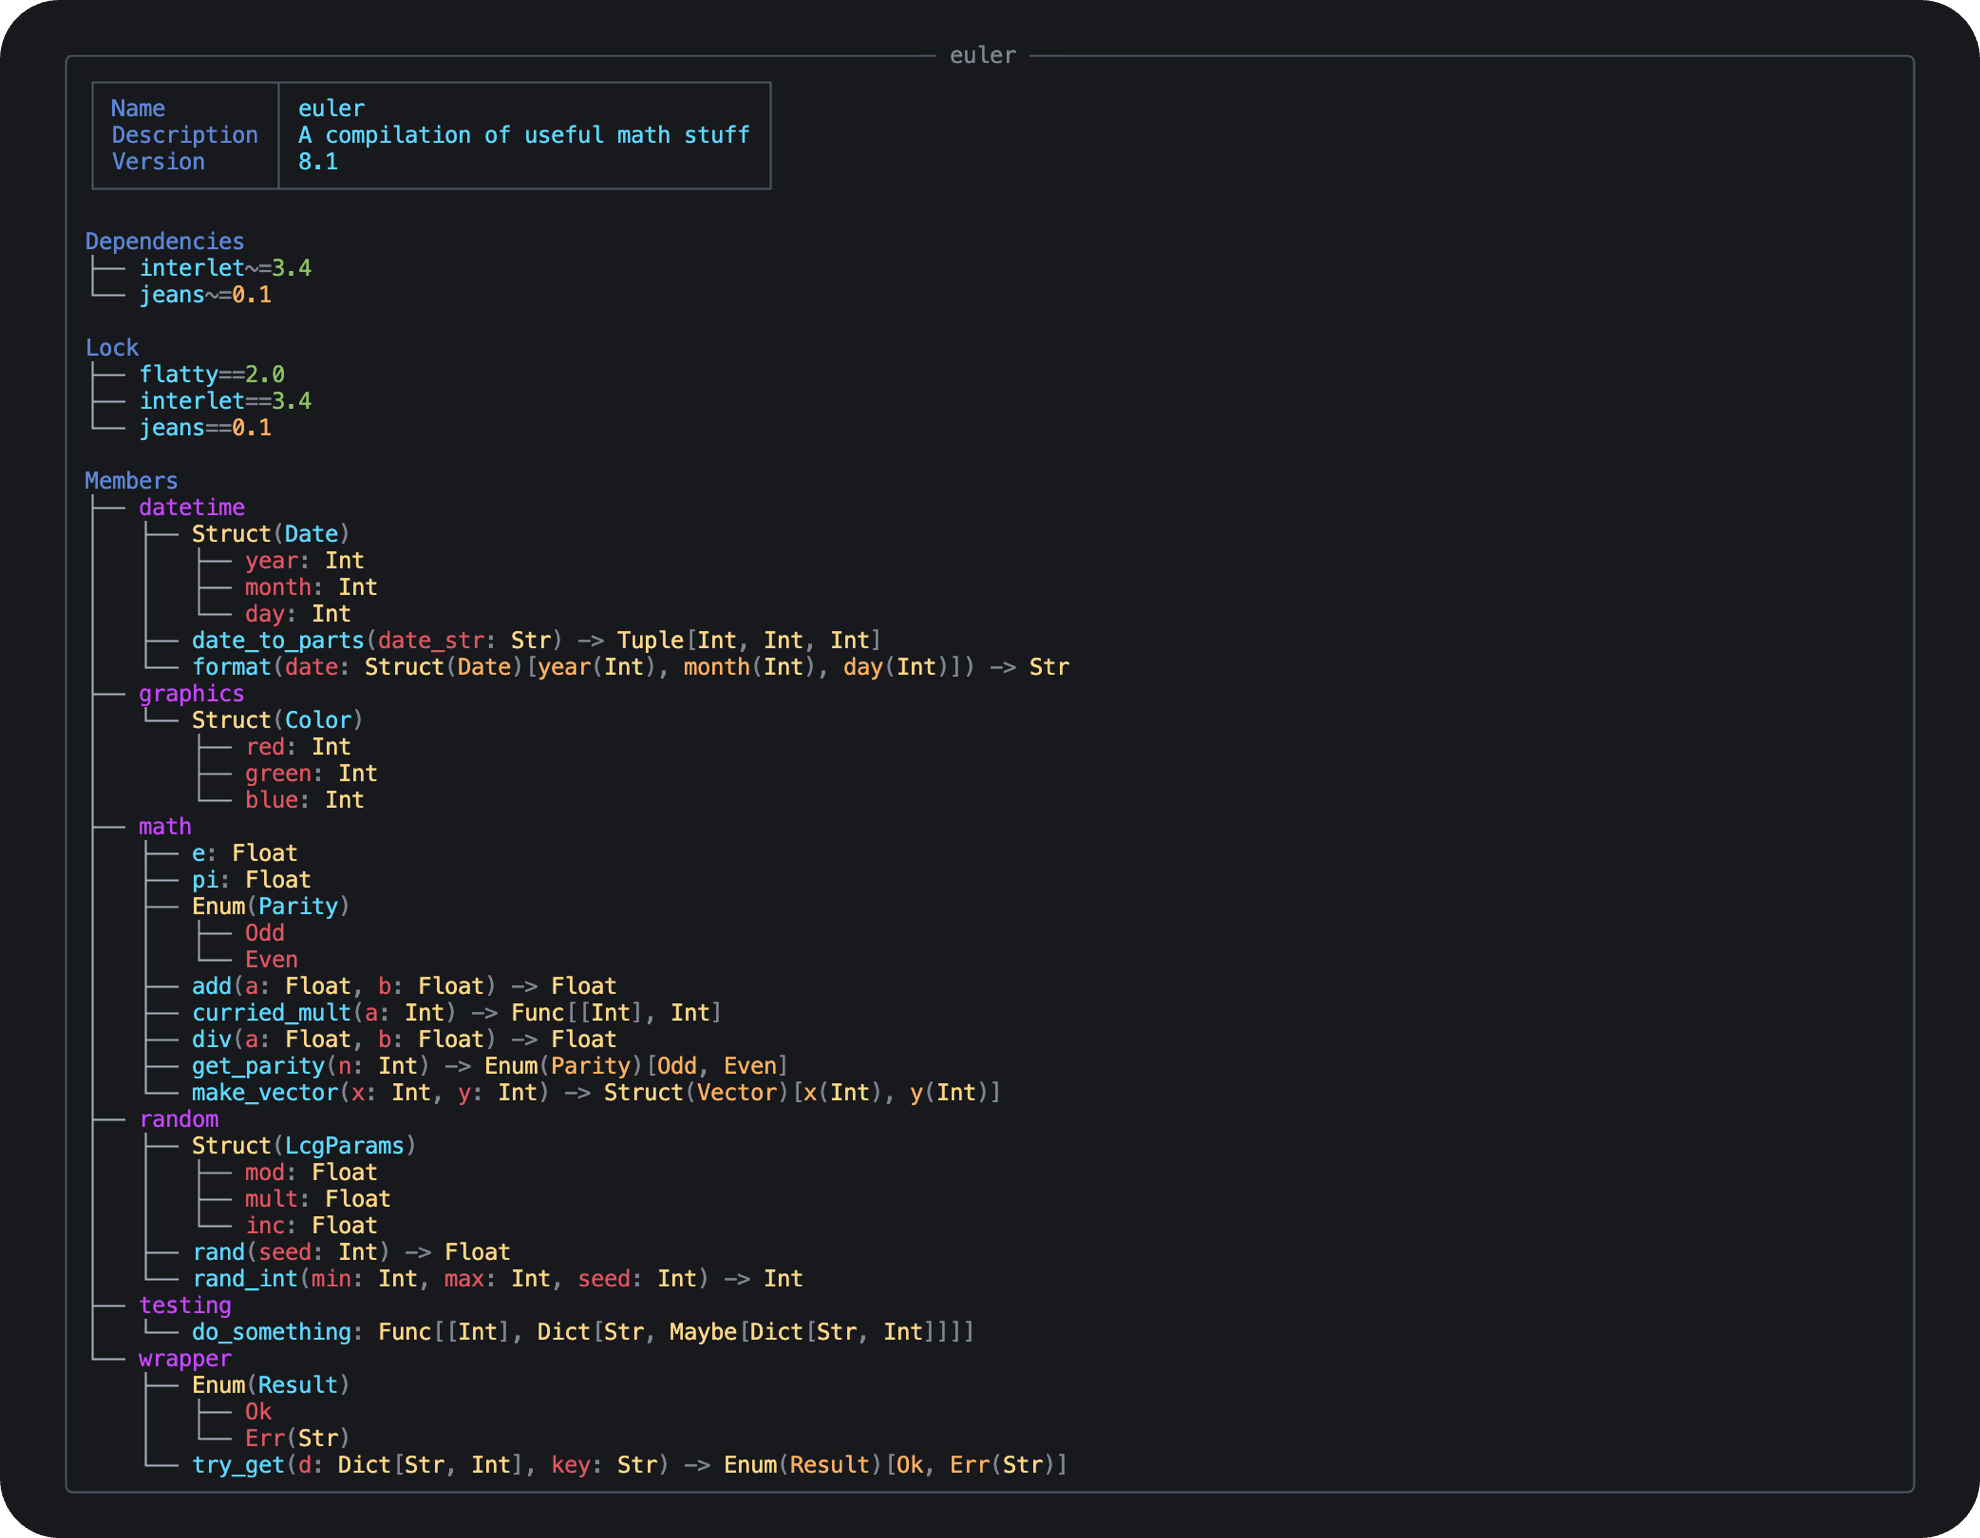 euler
Name euler
Description A compilation of useful math stuff
Version 8.1
Dependencies
interlet~=3.4
jeans~=0.1
Lock
flatty==2.0
interlet==3.4
jeans==0.1
Members
datetime
Struct(Date)
year: Int
month: Int
day: Int
date_to_parts(date_str: Str) -> Tuple[Int, Int, Int]
format(date: Struct(Date)[year(Int), month(Int), day(Int)]) -> Str
graphics
Struct(Color)
red: Int
green: Int
blue: Int
math
e: Float
pi: Float
Enum(Parity)
Odd
Even
add(a: Float, b: Float) -> Float
curried_mult(a: Int) -> Func[[Int], Int]
div(a: Float, b: Float) -> Float
get_parity(n: Int) -> Enum(Parity)[Odd, Even]
make_vector(x: Int, y: Int) -> Struct(Vector)[x(Int), y(Int)]
random
Struct(LcgParams)
mod: Float
mult: Float
inc: Float
rand(seed: Int) -> Float
rand_int(min: Int, max: Int, seed: Int) -> Int
testing
do_something: Func[[Int], Dict[Str, Maybe[Dict[Str, Int]]]]
wrapper
Enum(Result)
Ok
Err(Str)
try_get(d: Dict[Str, Int], key: Str) -> Enum(Result)[Ok, Err(Str)]